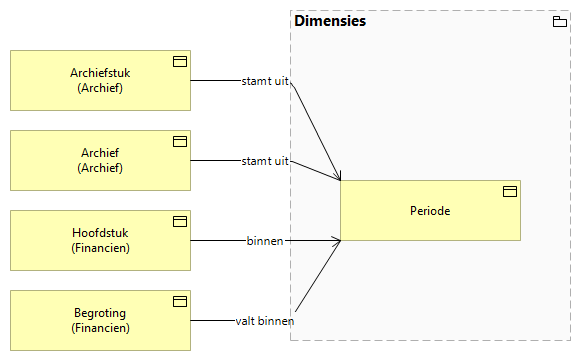 Dimensies
Archiefstuk
(Archief)
stamt uit
Archief
(Archief)
stamt uit
Periode
Hoofdstuk
(Financien)
binnen
Begroting
(Financien)
valt binnen